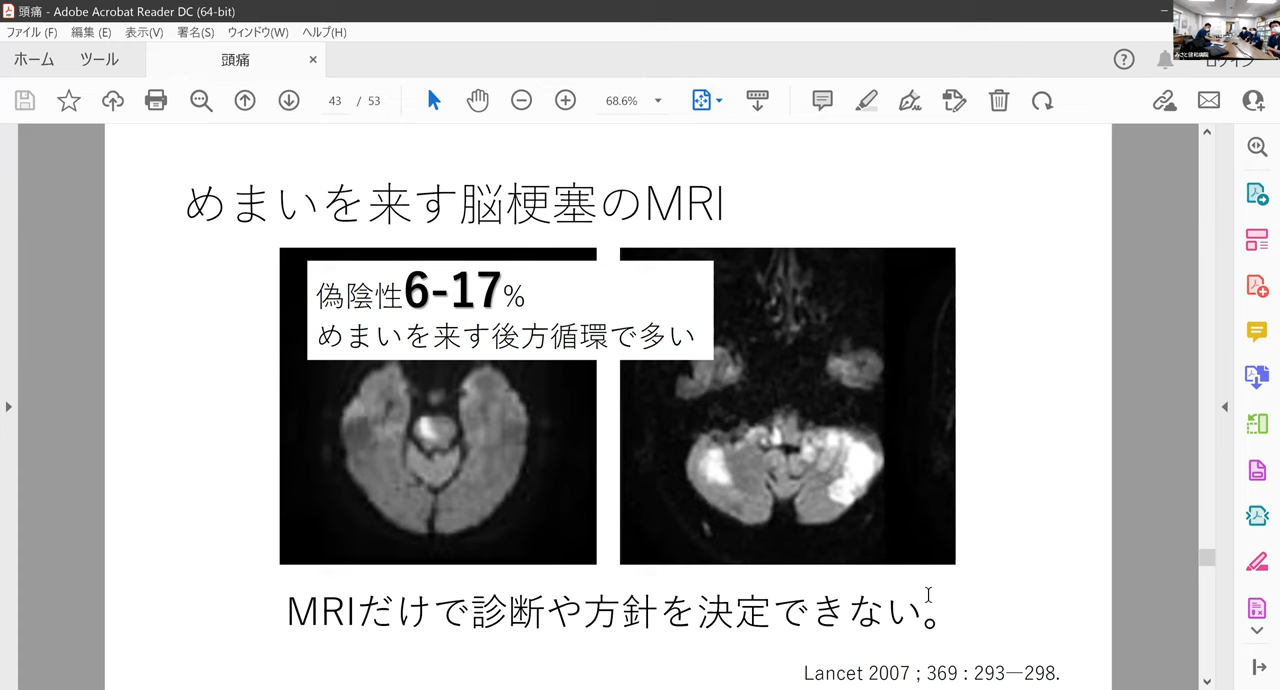 頭痛 - Adobe Acrobat Reader DC (64-bit)
ファイル(F) 編集(E) 表示(V) 署名(S) ウィンドウ(W) ヘルプ(H)
ホーム ツール 頭痛 ×
ログイン
43 / 53 68.6%
めまいを来す脳梗塞のMRI
偽陰性6-17%
めまいを来す後方循環で多い
MRIだけで診断や方針を決定できない。
Lancet 2007 ; 369 : 293―298.